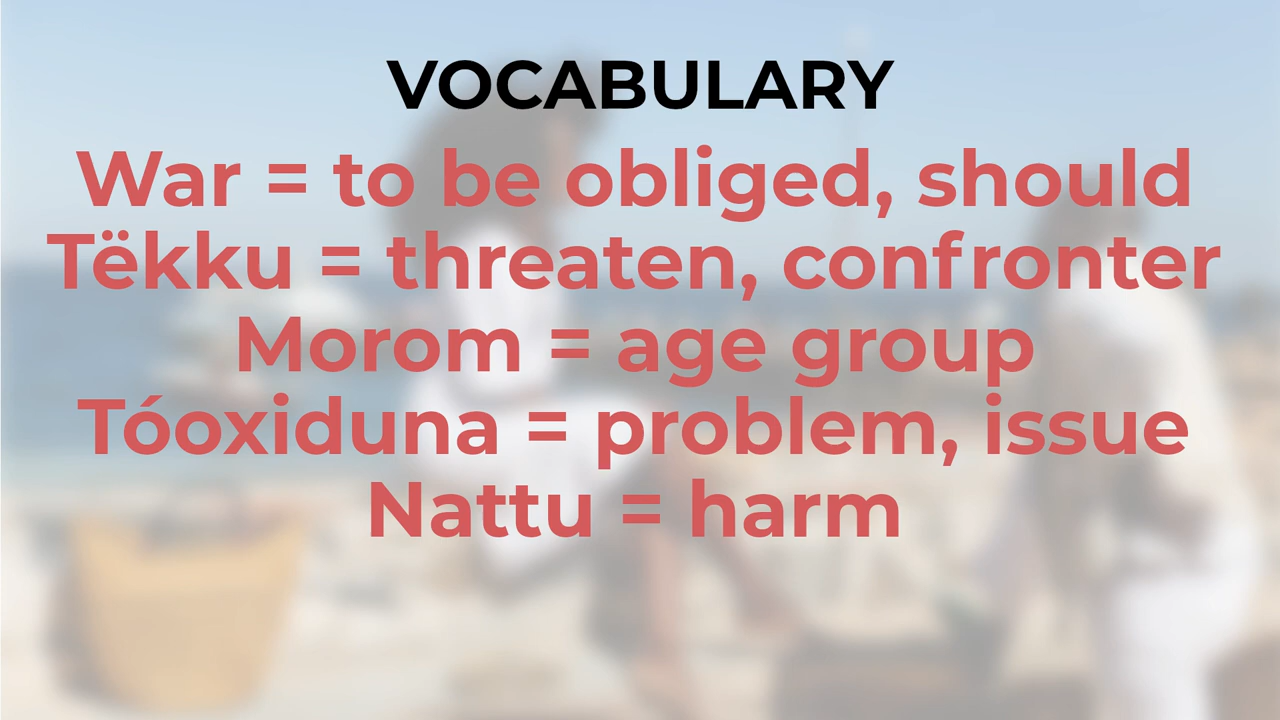 VOCABULARY
War = to be obliged, should
Tëkku = threaten, confronter
Morom = age group
Tóoxiduna = problem, issue
Nattu = harm